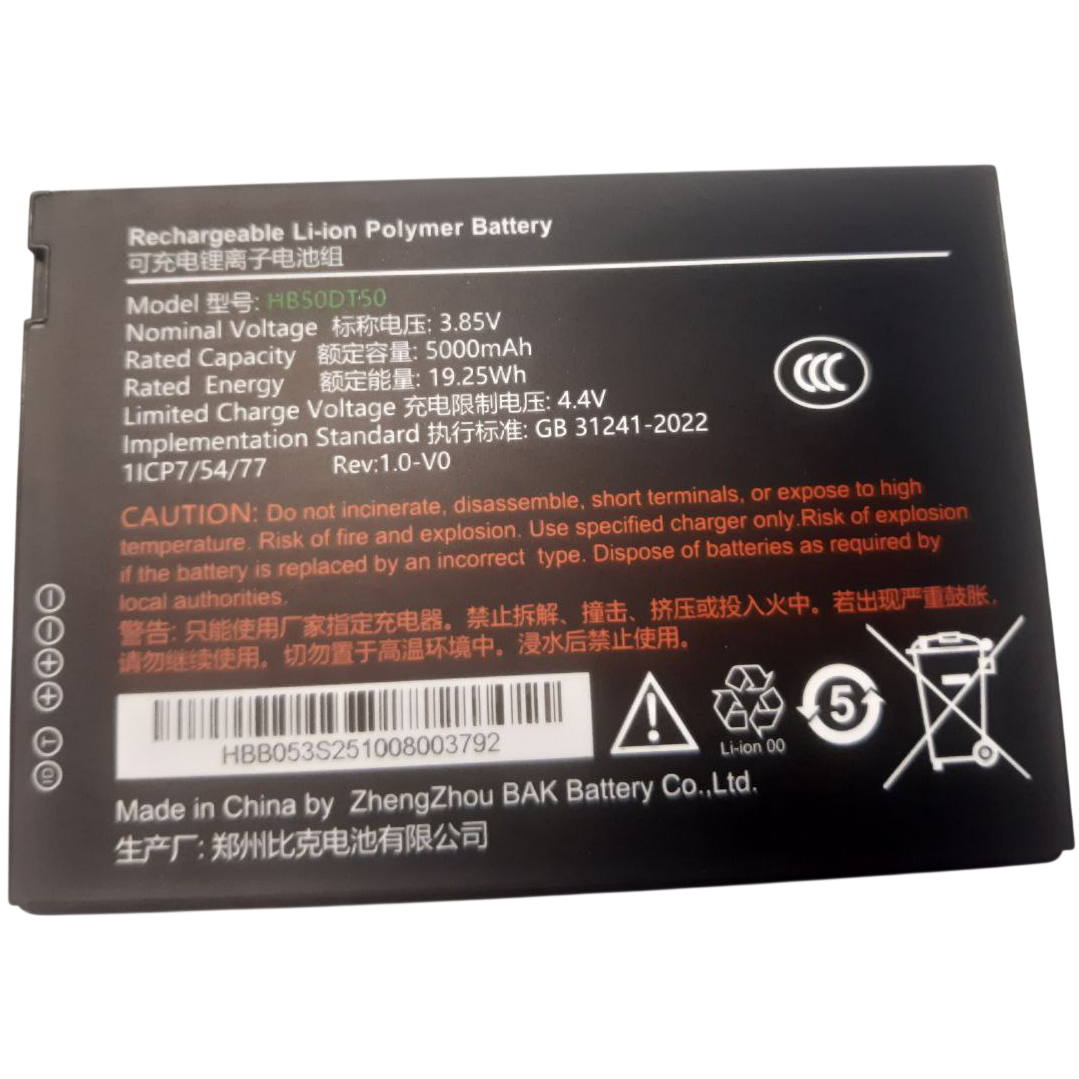 Rechargeable Li-ion Polymer Battery
可充电锂离子电池组
Model 型号: HB50DT50
Nominal Voltage 标称电压: 3.85V
Rated Capacity 额定容量: 5000mAh
Rated Energy 额定能量: 19.25Wh
Limited Charge Voltage 充电限制电压: 4.4V
Implementation Standard 执行标准: GB 31241-2022
1ICP7/54/77 Rev:1.0-V0
CCC
CAUTION: Do not incinerate, disassemble, short terminals, or expose to high
temperature. Risk of fire and explosion. Use specified charger only.Risk of explosion
if the battery is replaced by an incorrect type. Dispose of batteries as required by
local authorities.
警告: 只能使用厂家指定充电器。禁止拆解、撞击、挤压或投入火中。若出现严重鼓胀,
请勿继续使用。切勿置于高温环境中。浸水后禁止使用。
- - + + T ID
HBB053S251008003792
Li-ion 00
5
Made in China by ZhengZhou BAK Battery Co.,Ltd.
生产厂: 郑州比克电池有限公司